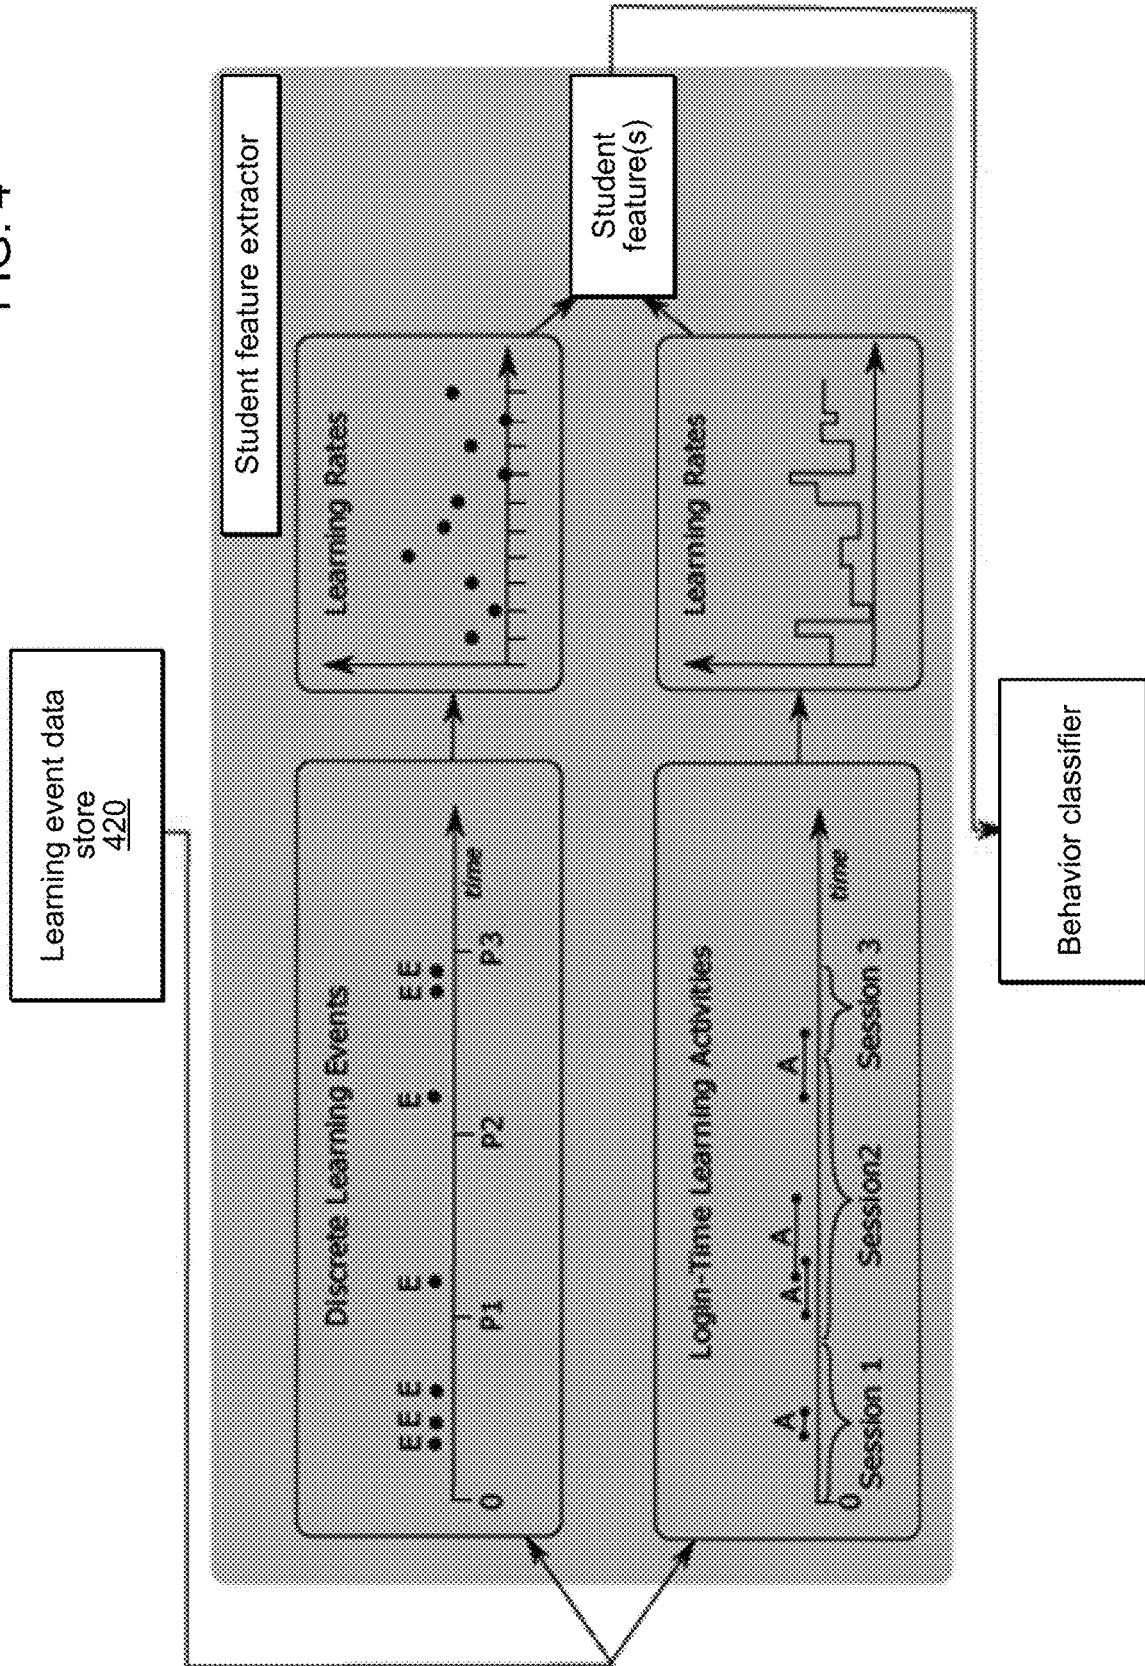 FIG. 4
Learning event data
store
420
Student feature extractor
Discrete Learning Events
EE E
E
E
E E
0
P1
P2
P3
time
Learning Rates
Student
feature(s)
Login-Time Learning Activities
A
A
A
A
0
time
Session 1
Session2
Session 3
Learning Rates
Behavior classifier